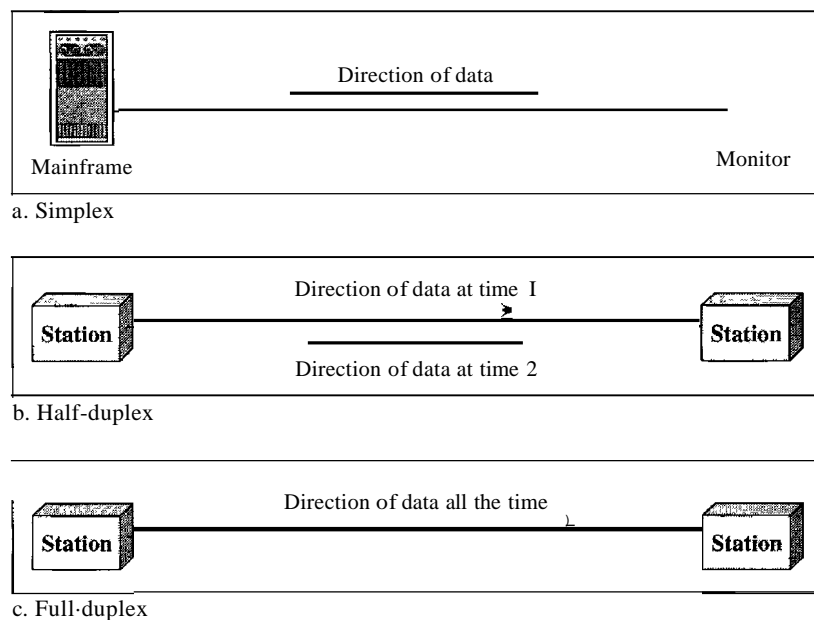 Direction of data
Mainframe
Monitor
a. Simplex
Direction of data at time I
Station
Station
Direction of data at time 2
b. Half-duplex
Direction of data all the time
Station
Station
c. Full·duplex